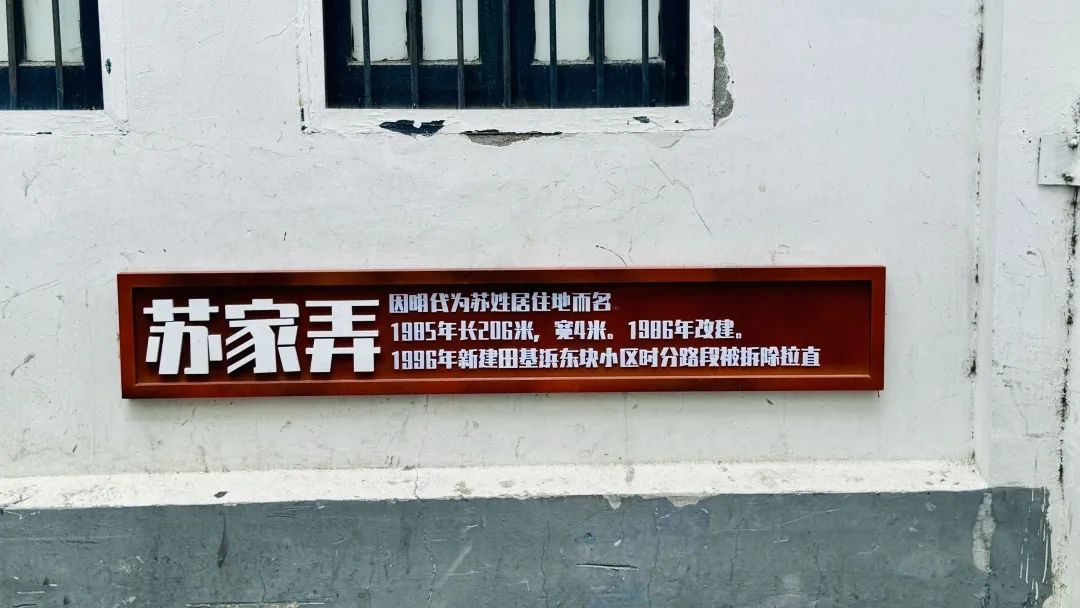 苏家弄
因明代为苏姓居住地而名。
1985年长206米，宽4米。1986年改建。
1996年新建田基浜东块小区时分路段被拆除拉直